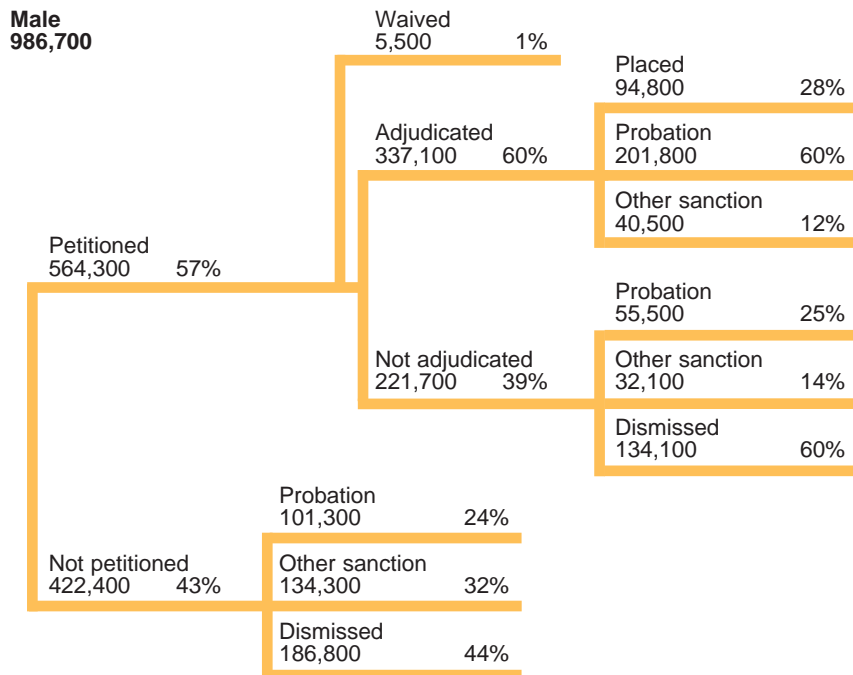 Male
986,700
Waived
5,500 1%
Placed
94,800 28%
Adjudicated
337,100 60%
Probation
201,800 60%
Other sanction
40,500 12%
Petitioned
564,300 57%
Probation
55,500 25%
Not adjudicated
221,700 39%
Other sanction
32,100 14%
Dismissed
134,100 60%
Probation
101,300 24%
Not petitioned
422,400 43%
Other sanction
134,300 32%
Dismissed
186,800 44%